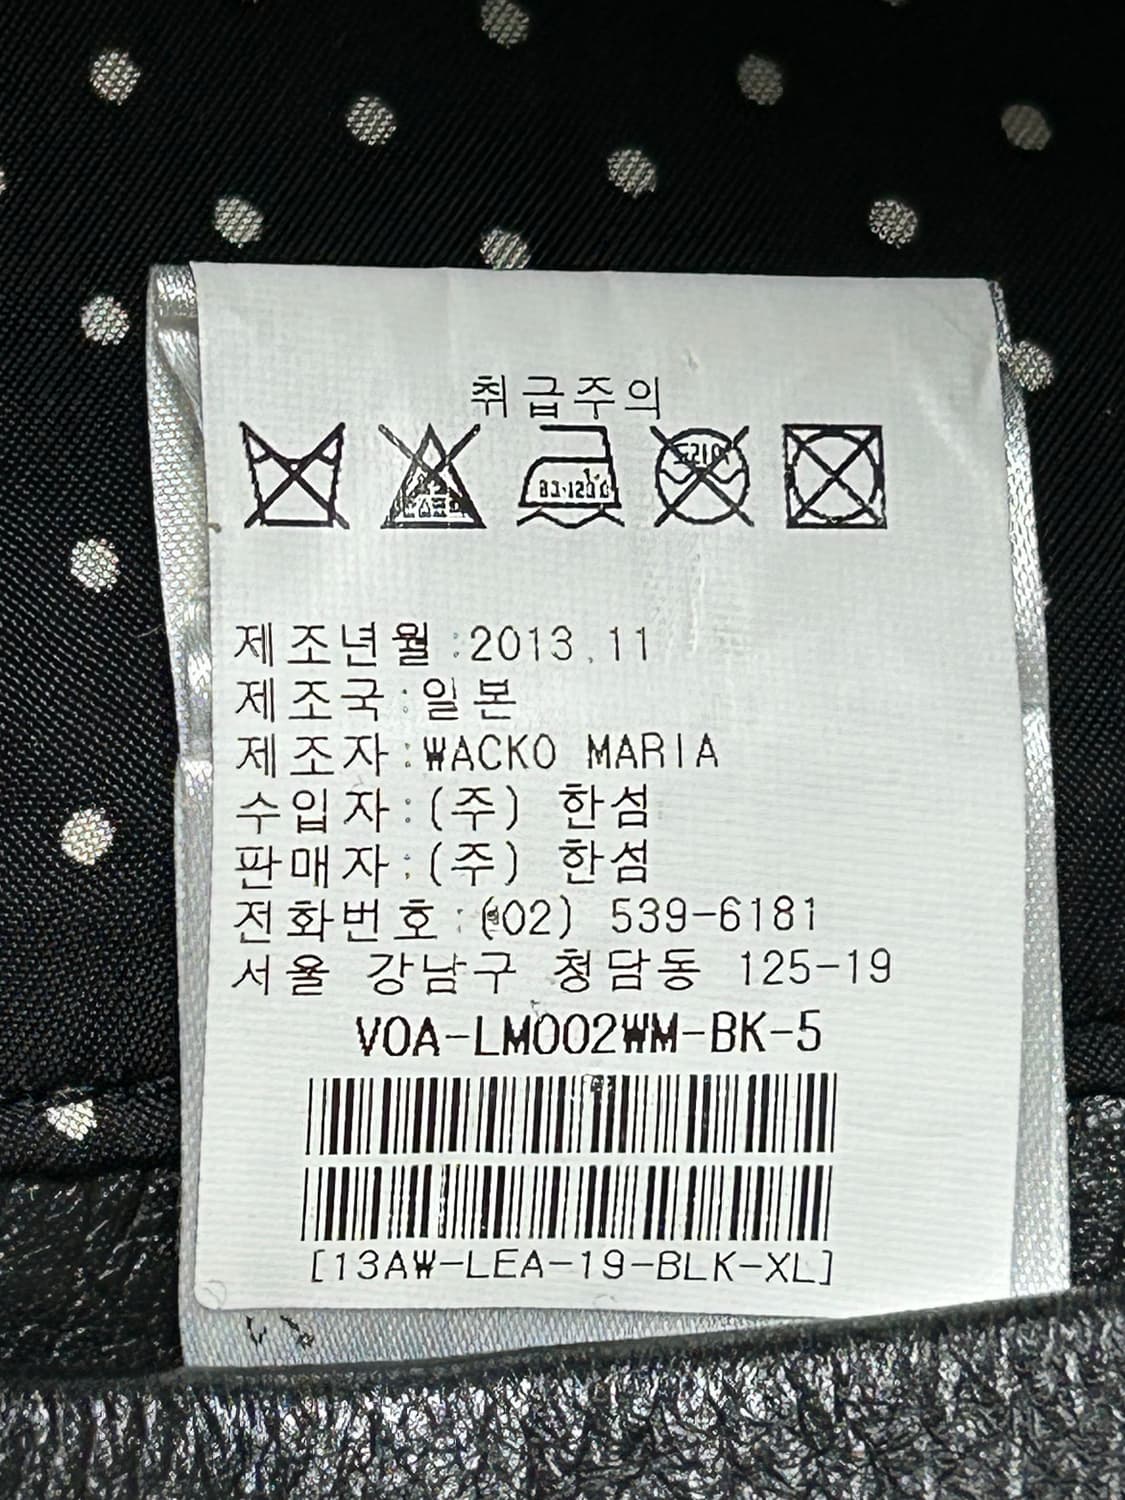 취급주의
드라이
제조년월:2013.11
제조국:일본
제조자:WACKO MARIA
수입자:(주) 한섬
판매자:(주) 한섬
전화번호:(02) 539-6181
서울 강남구 청담동 125-19
VOA-LM002WM-BK-5
[13AW-LEA-19-BLK-XL]